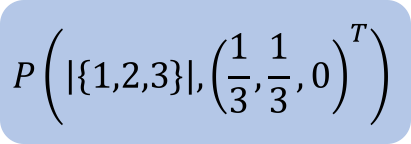 P(|{1,2,3}|, (1/3, 1/3, 0)^T)